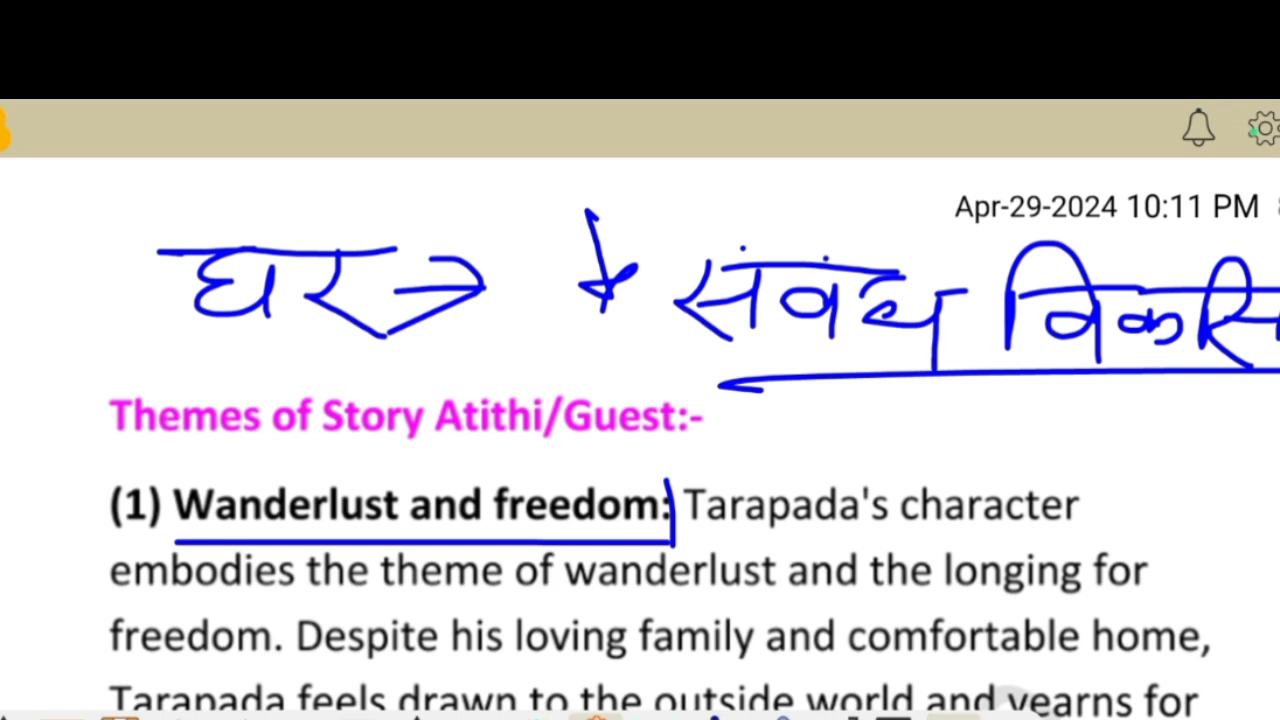 Apr-29-2024 10:11 PM
घर → संबंध
Themes of Story Atithi/Guest:-
(1) Wanderlust and freedom: Tarapada's character
embodies the theme of wanderlust and the longing for
freedom. Despite his loving family and comfortable home,
Tarapada feels drawn to the outside world and yearns for